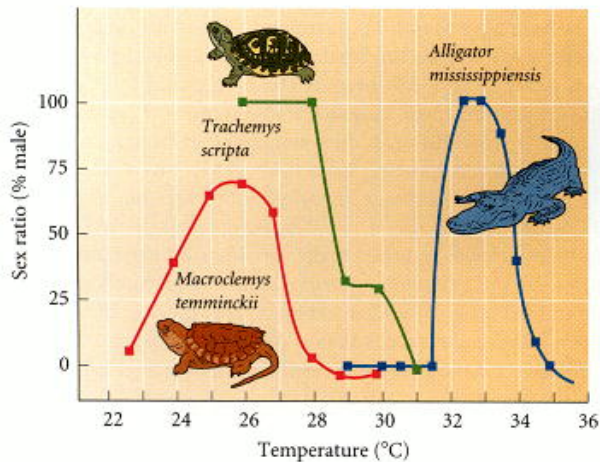 Alligator
mississippiensis
Trachemys
scripta
Macroclemys
temminckii
Sex ratio (% male)
100
75
50
25
0
22 24 26 28 30 32 34 36
Temperature (°C)